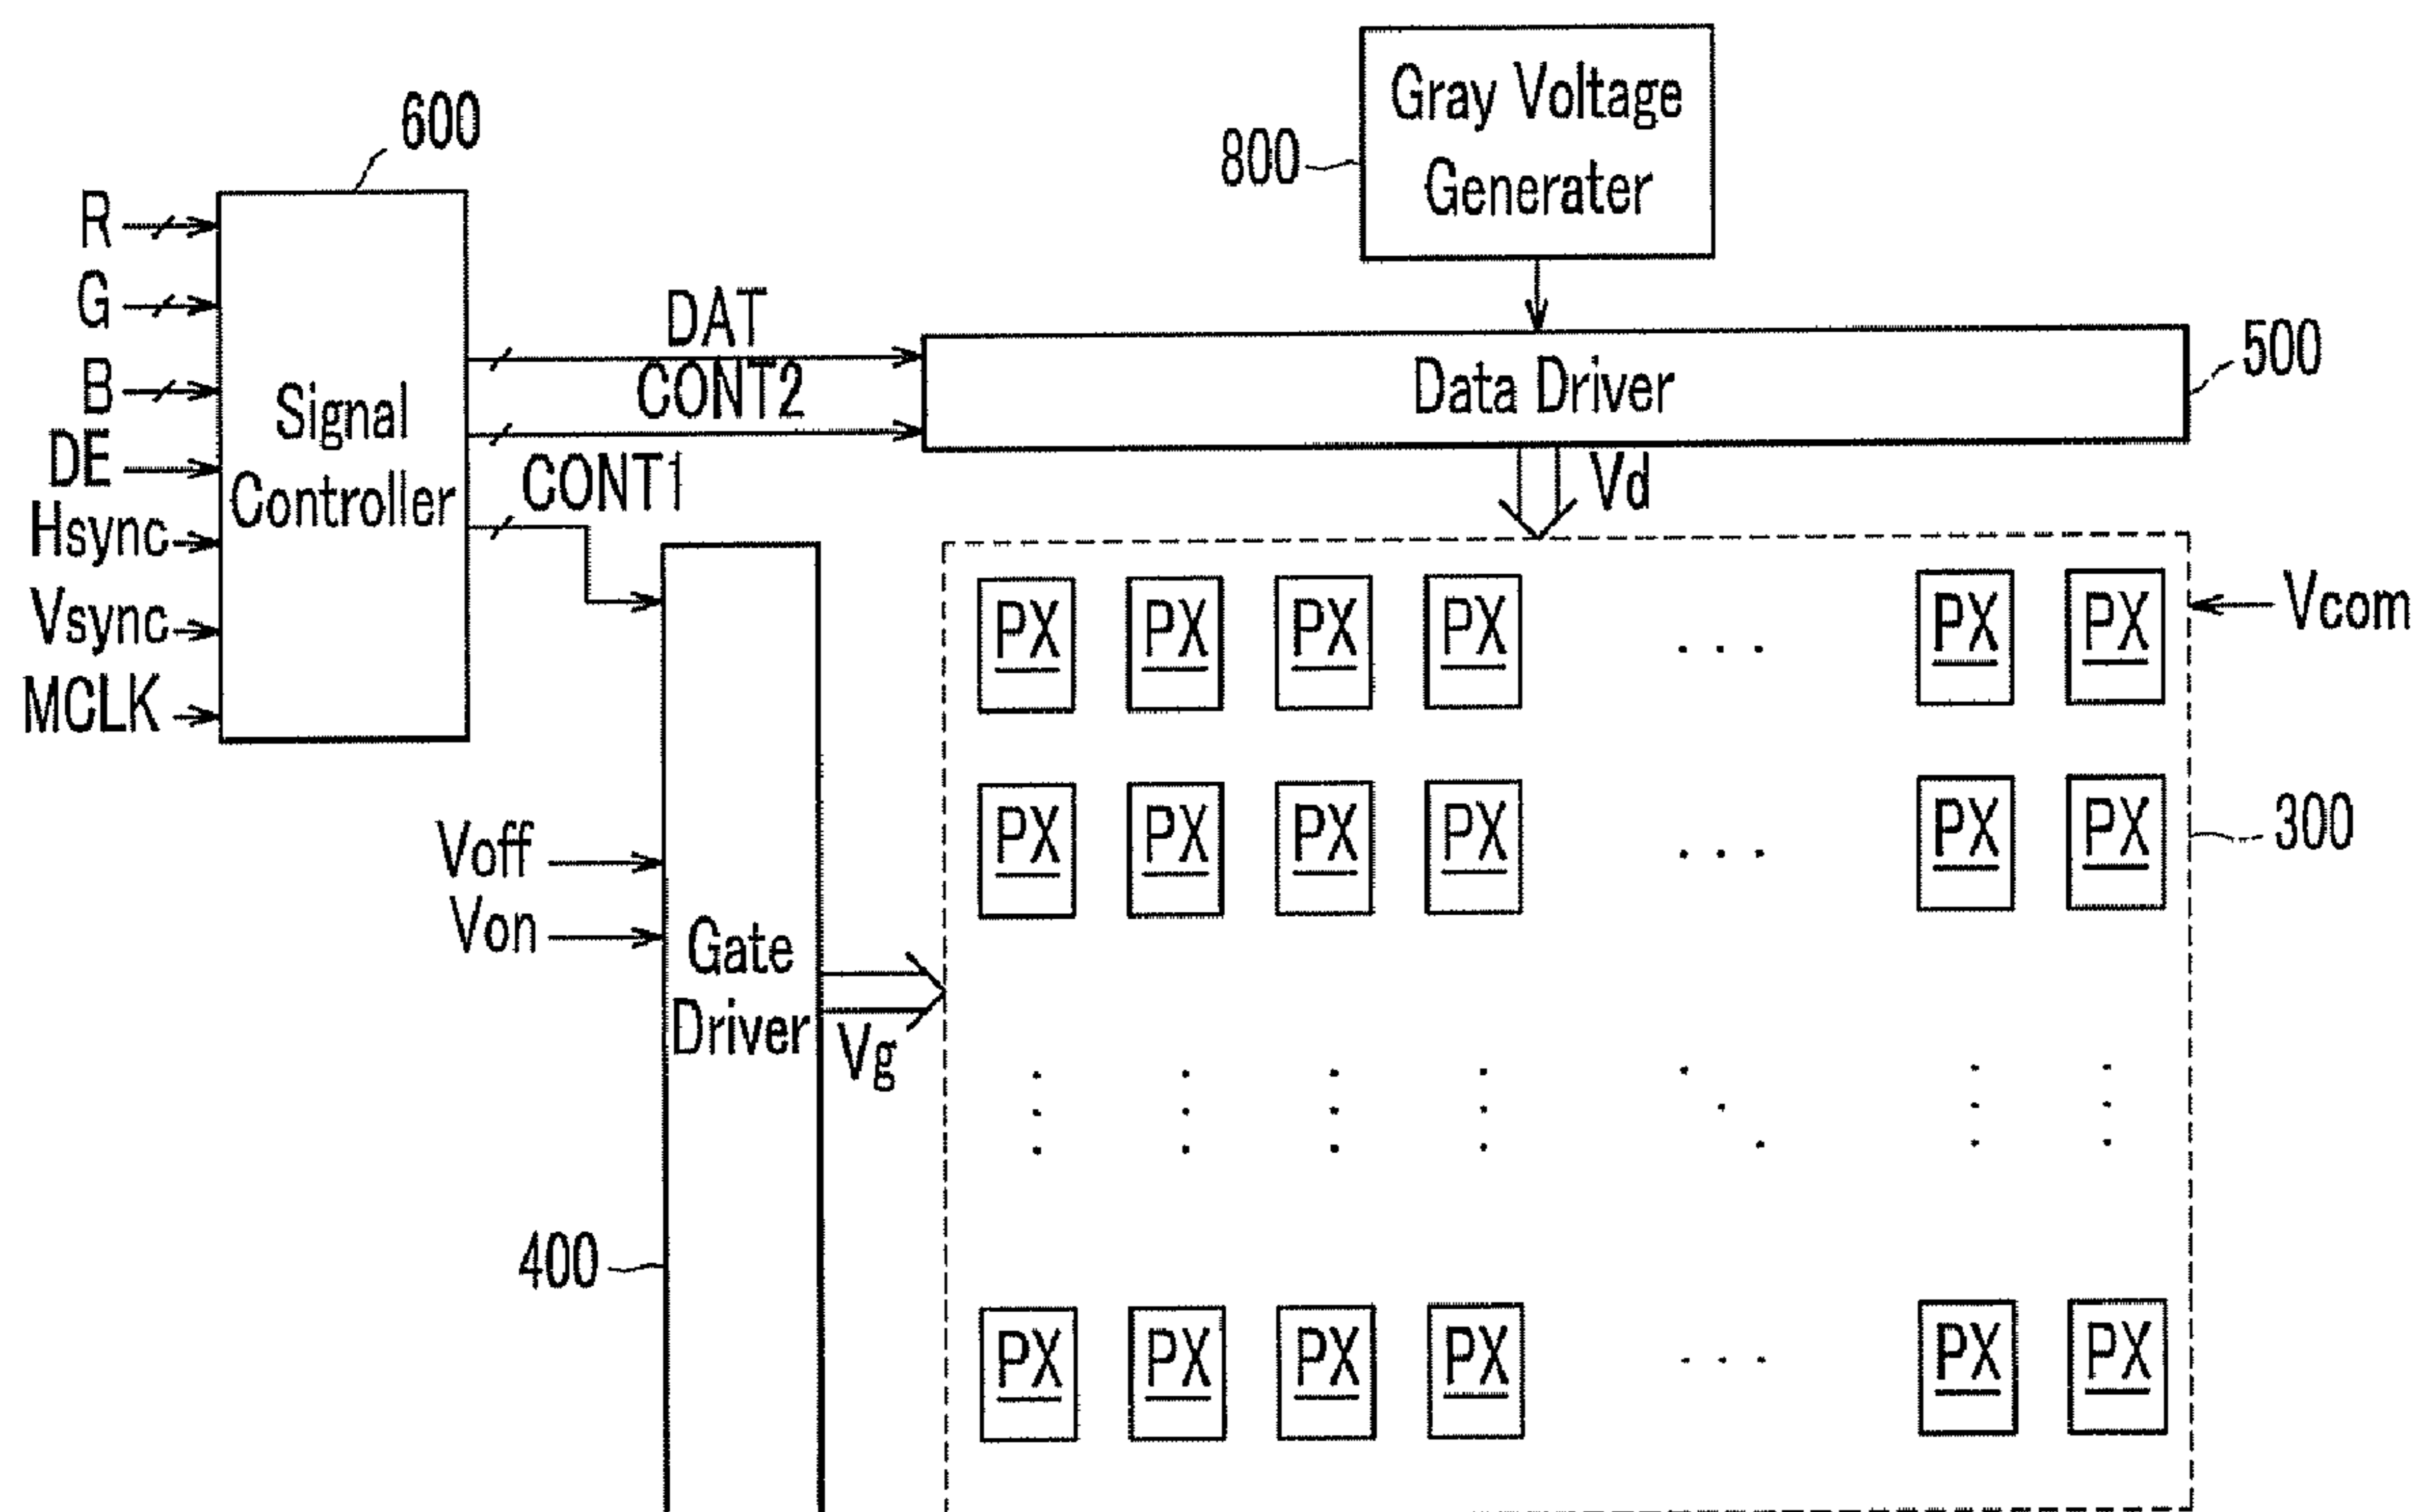 600
Gray Voltage
Generater
800
R
G
B
DE
Hsync
Vsync
MCLK
Signal
Controller
DAT
CONT2
CONT1
Data Driver
500
Vd
Vcom
PX PX PX PX . . . PX PX
PX PX PX PX . . . PX PX
300
Voff
Von
Gate
Driver
Vg
400
PX PX PX PX . . . PX PX